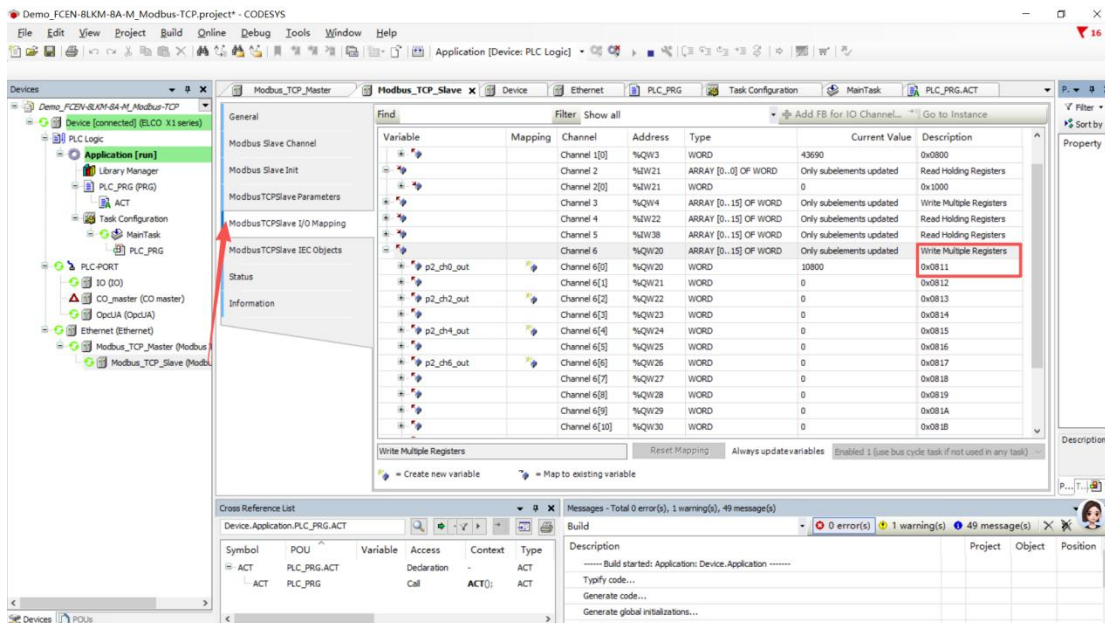 Demo_FCEN-8LKM-8A-M_Modbus-TCP.project* - CODESYS
File Edit View Project Build Online Debug Tools Window Help
16
Application [Device: PLC Logic]
Devices
Modbus_TCP_Master Modbus_TCP_Slave Device Ethernet PLC_PRG Task Configuration MainTask PLC_PRG.ACT
Demo_FCEN-8LKM-8A-M_Modbus-TCP
Device [connected] (ELCO X1 series)
PLC Logic
Application [run]
Library Manager
PLC_PRG (PRG)
ACT
Task Configuration
MainTask
PLC_PRG
PLC-PORT
IO (IO)
CO_master (CO master)
OpcUA (OpcUA)
Ethernet (Ethernet)
Modbus_TCP_Master (Modbus
Modbus_TCP_Slave (Modbu
Devices POUs
General
Modbus Slave Channel
Modbus Slave Init
ModbusTCPSlave Parameters
ModbusTCPSlave I/O Mapping
ModbusTCPSlave IEC Objects
Status
Information
Find Filter Show all Add FB for IO Channel... Go to Instance
Variable Mapping Channel Address Type Current Value Description
Channel 1[0] %QW3 WORD 43690 0x0800
Channel 2 %IW21 ARRAY [0..0] OF WORD Only subelements updated Read Holding Registers
Channel 2[0] %IW21 WORD 0 0x1000
Channel 3 %QW4 ARRAY [0..15] OF WORD Only subelements updated Write Multiple Registers
Channel 4 %IW22 ARRAY [0..15] OF WORD Only subelements updated Read Holding Registers
Channel 5 %IW38 ARRAY [0..15] OF WORD Only subelements updated Read Holding Registers
Channel 6 %QW20 ARRAY [0..15] OF WORD Only subelements updated Write Multiple Registers
p2_ch0_out Channel 6[0] %QW20 WORD 10800 0x0811
Channel 6[1] %QW21 WORD 0 0x0812
p2_ch2_out Channel 6[2] %QW22 WORD 0 0x0813
Channel 6[3] %QW23 WORD 0 0x0814
p2_ch4_out Channel 6[4] %QW24 WORD 0 0x0815
Channel 6[5] %QW25 WORD 0 0x0816
p2_ch6_out Channel 6[6] %QW26 WORD 0 0x0817
Channel 6[7] %QW27 WORD 0 0x0818
Channel 6[8] %QW28 WORD 0 0x0819
Channel 6[9] %QW29 WORD 0 0x081A
Channel 6[10] %QW30 WORD 0 0x081B
Write Multiple Registers Reset Mapping Always update variables Enabled 1 (use bus cycle task if not used in any task)
= Create new variable = Map to existing variable
P...
Filter
Sort by
Property
Description
P... T...
Cross Reference List
Device.Application.PLC_PRG.ACT
Symbol POU Variable Access Context Type
ACT PLC_PRG.ACT Declaration - ACT
ACT PLC_PRG Call ACT(); ACT
Messages - Total 0 error(s), 1 warning(s), 49 message(s)
Build 0 error(s) 1 warning(s) 49 message(s)
Description Project Object Position
------ Build started: Application: Device.Application -------
Typify code...
Generate code...
Generate global initializations...